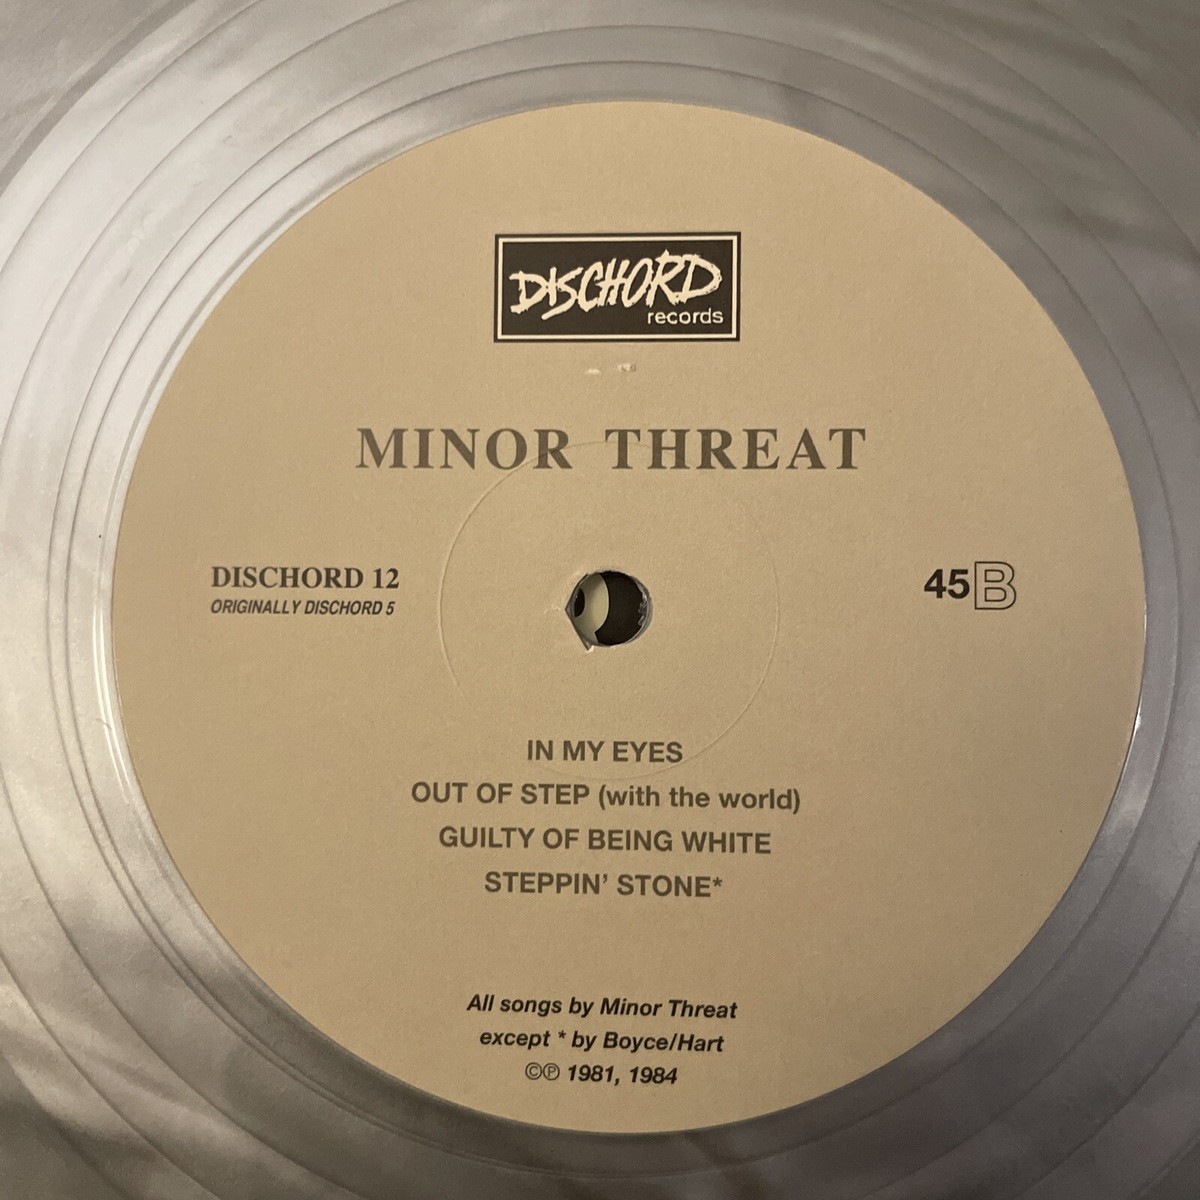 DISCHORD
records
MINOR THREAT
DISCHORD 12
ORIGINALLY DISCHORD 5
45 B
IN MY EYES
OUT OF STEP (with the world)
GUILTY OF BEING WHITE
STEPPIN' STONE*
All songs by Minor Threat
except * by Boyce/Hart
©℗ 1981, 1984